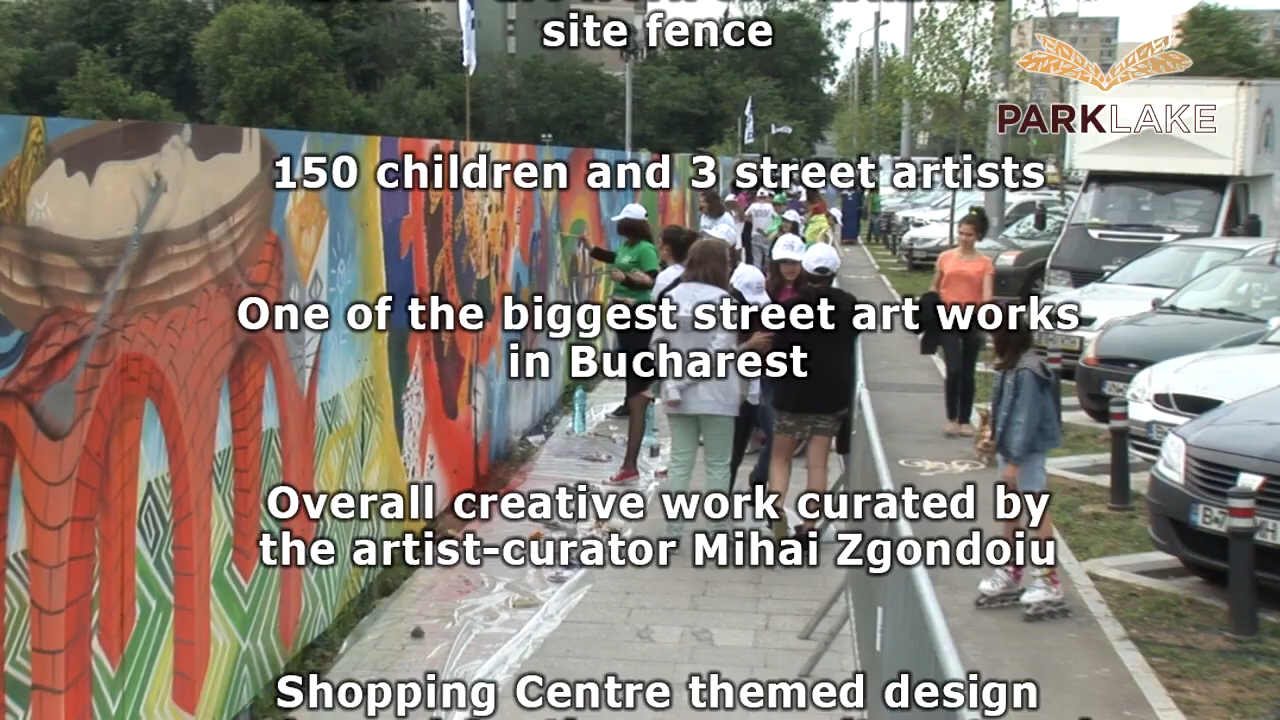 site fence
PARKLAKE
150 children and 3 street artists
One of the biggest street art works
in Bucharest
Overall creative work curated by
the artist-curator Mihai Zgondoiu
Shopping Centre themed design